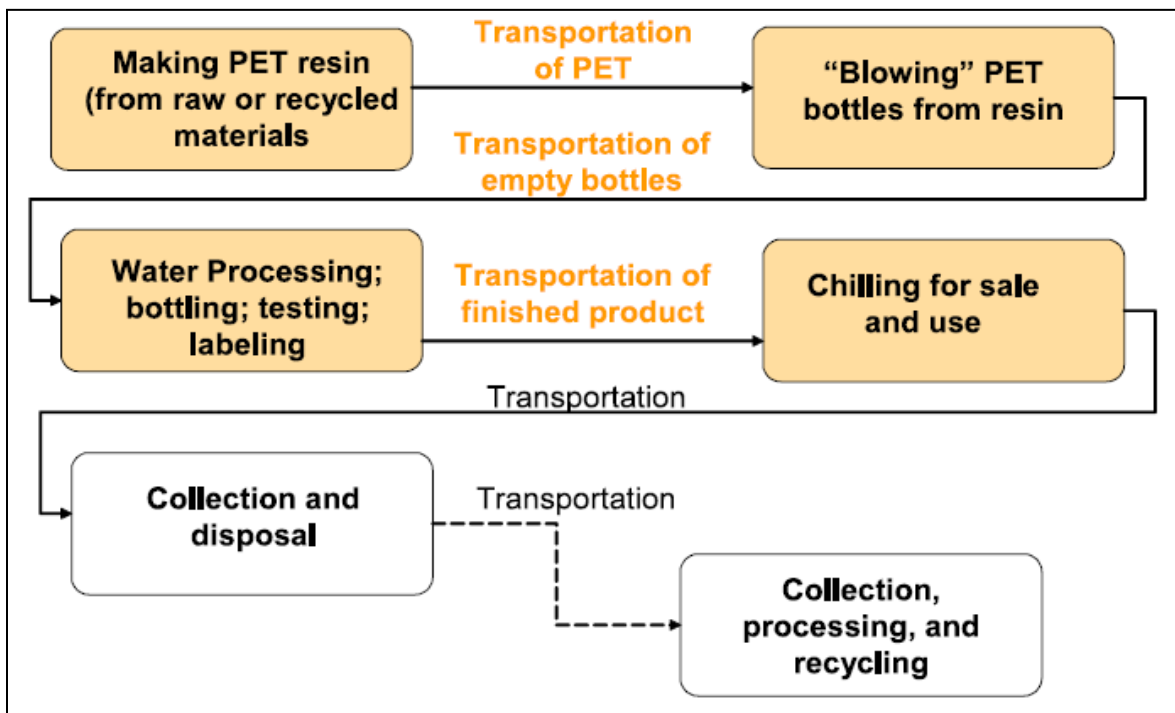 Making PET resin
(from raw or recycled
materials
Transportation
of PET
“Blowing” PET
bottles from resin
Transportation of
empty bottles
Water Processing;
bottling; testing;
labeling
Transportation of
finished product
Chilling for sale
and use
Transportation
Collection and
disposal
Transportation
Collection,
processing, and
recycling